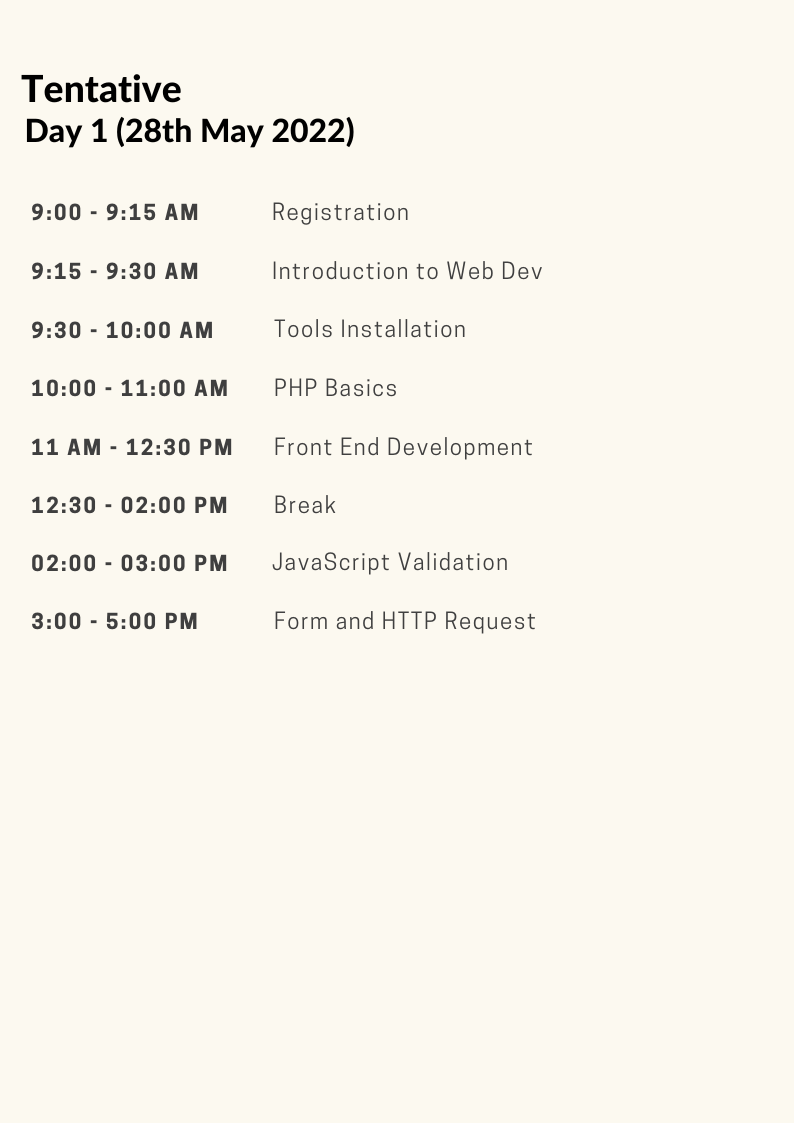 Tentative
Day 1 (28th May 2022)
9:00 - 9:15 AM Registration
9:15 - 9:30 AM Introduction to Web Dev
9:30 - 10:00 AM Tools Installation
10:00 - 11:00 AM PHP Basics
11 AM - 12:30 PM Front End Development
12:30 - 02:00 PM Break
02:00 - 03:00 PM JavaScript Validation
3:00 - 5:00 PM Form and HTTP Request